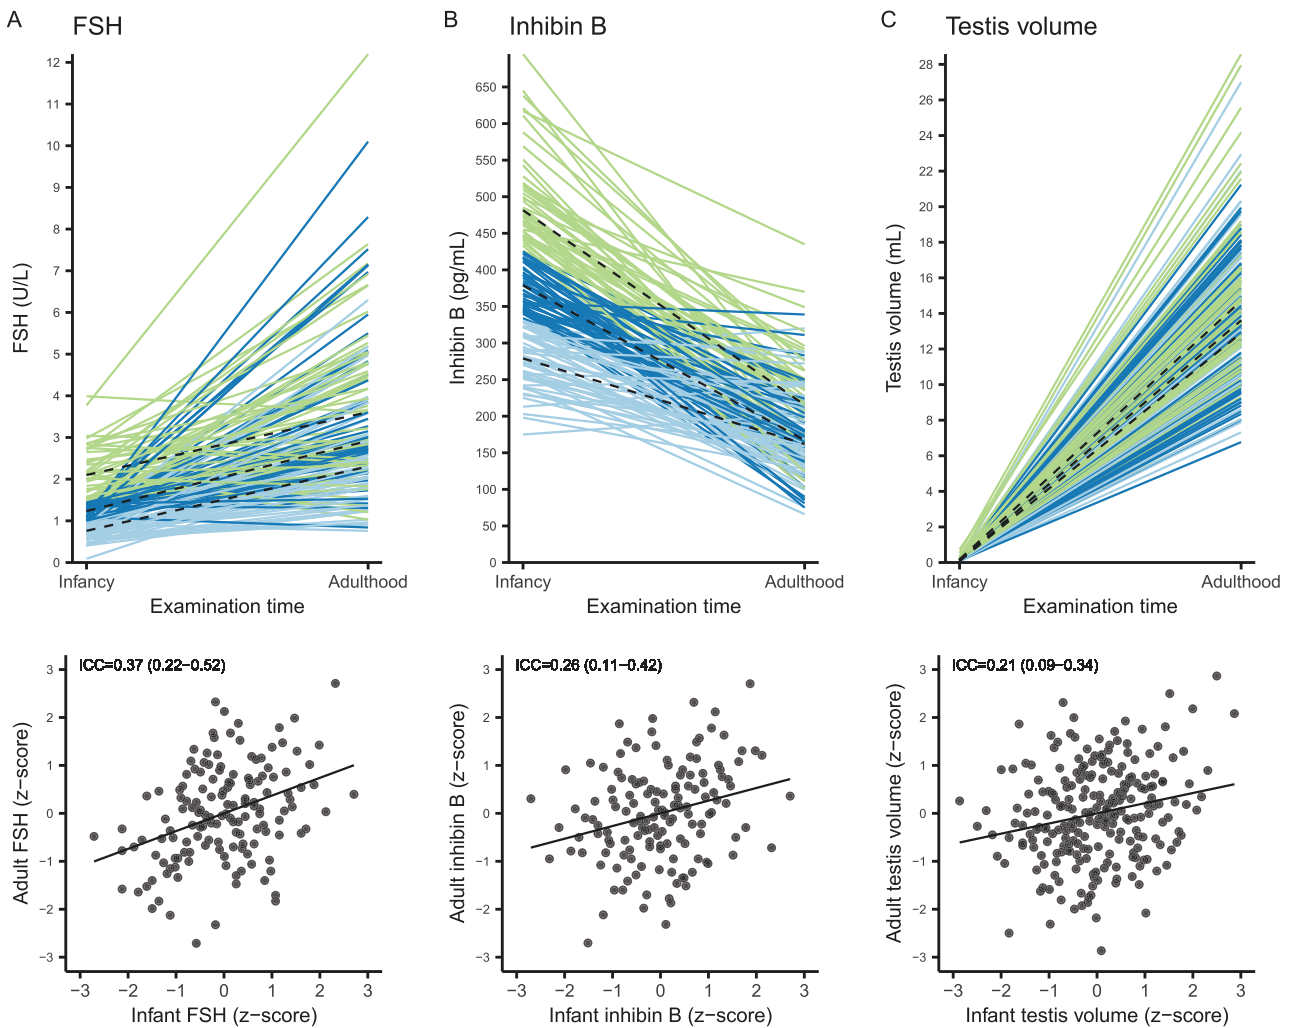 A FSH
B Inhibin B
C Testis volume
FSH (U/L)
12
11
10
9
8
7
6
5
4
3
2
1
0
Infancy Adulthood
Examination time
Inhibin B (pg/mL)
650
600
550
500
450
400
350
300
250
200
150
100
50
0
Infancy Adulthood
Examination time
Testis volume (mL)
28
26
24
22
20
18
16
14
12
10
8
6
4
2
0
Infancy Adulthood
Examination time
ICC=0.37 (0.22−0.52)
Adult FSH (z−score)
3
2
1
0
−1
−2
−3
−3 −2 −1 0 1 2 3
Infant FSH (z−score)
ICC=0.26 (0.11−0.42)
Adult inhibin B (z−score)
3
2
1
0
−1
−2
−3
−3 −2 −1 0 1 2 3
Infant inhibin B (z−score)
ICC=0.21 (0.09−0.34)
Adult testis volume (z−score)
3
2
1
0
−1
−2
−3
−3 −2 −1 0 1 2 3
Infant testis volume (z−score)